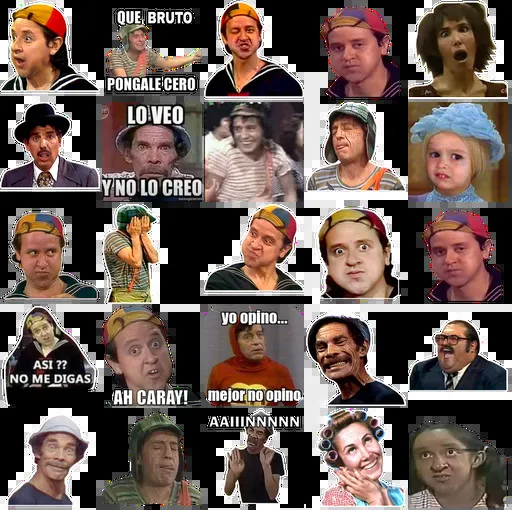 QUE BRUTO
PONGALE CERO
LO VEO
Y NO LO CREO
ASI ??
NO ME DIGAS
AH CARAY!
yo opino...
mejor no opino
AAIIINNNNN